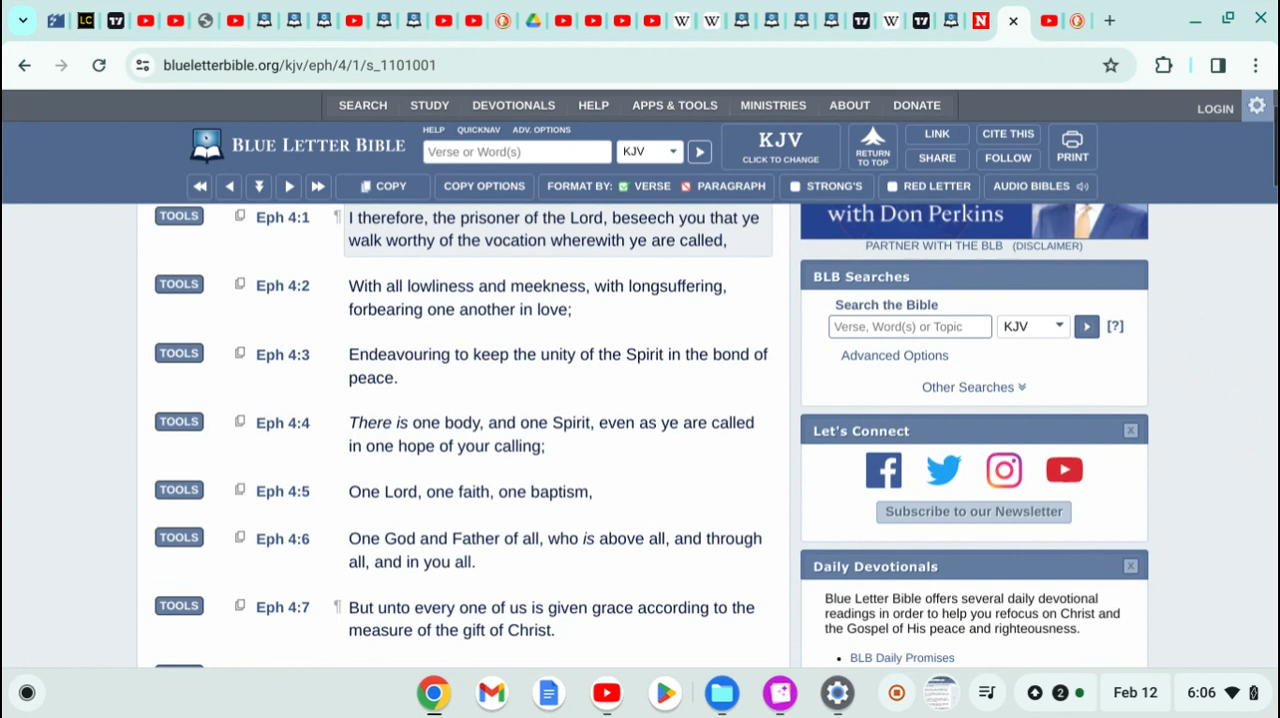 blueletterbible.org/kjv/eph/4/1/s_1101001
SEARCH STUDY DEVOTIONALS HELP APPS & TOOLS MINISTRIES ABOUT DONATE
LOGIN
BLUE LETTER BIBLE
HELP QUICKNAV ADV. OPTIONS
Verse or Word(s) KJV
KJV
CLICK TO CHANGE
RETURN
TO TOP
LINK CITE THIS
SHARE FOLLOW
PRINT
COPY COPY OPTIONS FORMAT BY: VERSE PARAGRAPH STRONG'S RED LETTER AUDIO BIBLES
TOOLS Eph 4:1 ¶ I therefore, the prisoner of the Lord, beseech you that ye
walk worthy of the vocation wherewith ye are called,
TOOLS Eph 4:2 With all lowliness and meekness, with longsuffering,
forbearing one another in love;
TOOLS Eph 4:3 Endeavouring to keep the unity of the Spirit in the bond of
peace.
TOOLS Eph 4:4 There is one body, and one Spirit, even as ye are called
in one hope of your calling;
TOOLS Eph 4:5 One Lord, one faith, one baptism,
TOOLS Eph 4:6 One God and Father of all, who is above all, and through
all, and in you all.
TOOLS Eph 4:7 ¶ But unto every one of us is given grace according to the
measure of the gift of Christ.
with Don Perkins
PARTNER WITH THE BLB (DISCLAIMER)
BLB Searches
Search the Bible
Verse, Word(s) or Topic KJV [?]
Advanced Options
Other Searches
Let's Connect
Subscribe to our Newsletter
Daily Devotionals
Blue Letter Bible offers several daily devotional
readings in order to help you refocus on Christ and
the Gospel of His peace and righteousness.
• BLB Daily Promises
2 Feb 12 6:06